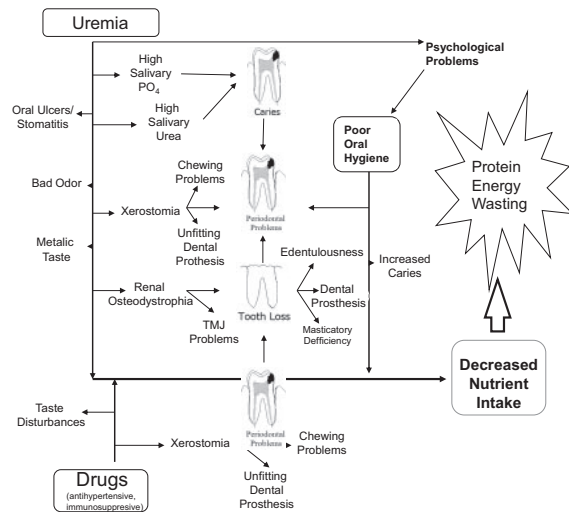 Uremia
Psychological
Problems
High
Salivary
PO4
Caries
Oral Ulcers/
Stomatitis
High
Salivary
Urea
Poor
Oral
Hygiene
Protein
Energy
Wasting
Chewing
Problems
Bad Odor
Xerostomia
Periodontal Problems
Unfitting
Dental
Prothesis
Metalic
Taste
Edentulousness
Increased
Caries
Renal
Osteodystrophia
Dental
Prosthesis
Tooth Loss
TMJ
Problems
Masticatory
Defficiency
Decreased
Nutrient
Intake
Taste
Disturbances
Periodontal Problems
Xerostomia
Chewing
Problems
Drugs
(antihypertensive,
immunosuppresive)
Unfitting
Dental
Prosthesis